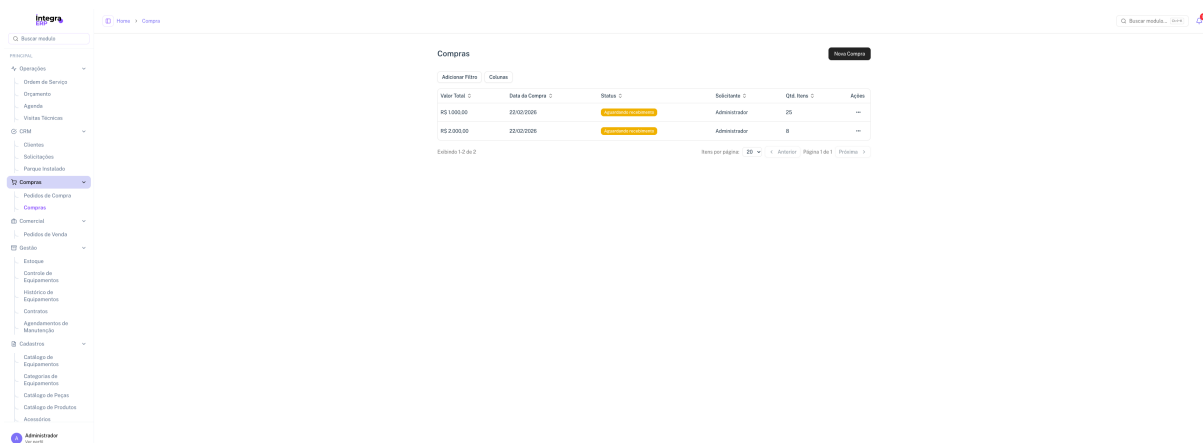 Integra
ERP
Buscar modulo
PRINCIPAL
Operações
Ordem de Serviço
Orçamento
Agenda
Visitas Técnicas
CRM
Clientes
Solicitações
Parque Instalado
Compras
Pedidos de Compra
Compras
Comercial
Pedidos de Venda
Gestão
Estoque
Controle de
Equipamentos
Histórico de
Equipamentos
Contratos
Agendamentos de
Manutenção
Cadastros
Catálogo de
Equipamentos
Categorias de
Equipamentos
Catálogo de Peças
Catálogo de Produtos
Acessórios
A
Administrador
Ver perfil
Home > Compra
Buscar modulo...
Compras
Nova Compra
Adicionar Filtro Colunas
Valor Total Data da Compra Status Solicitante Qtd. Itens Ações
R$ 1.000,00 22/02/2026 Aguardando recebimento Administrador 25 ...
R$ 2.000,00 22/02/2026 Aguardando recebimento Administrador 8 ...
Exibindo 1-2 de 2 Itens por página: 20 < Anterior Página 1 de 1 Próxima >